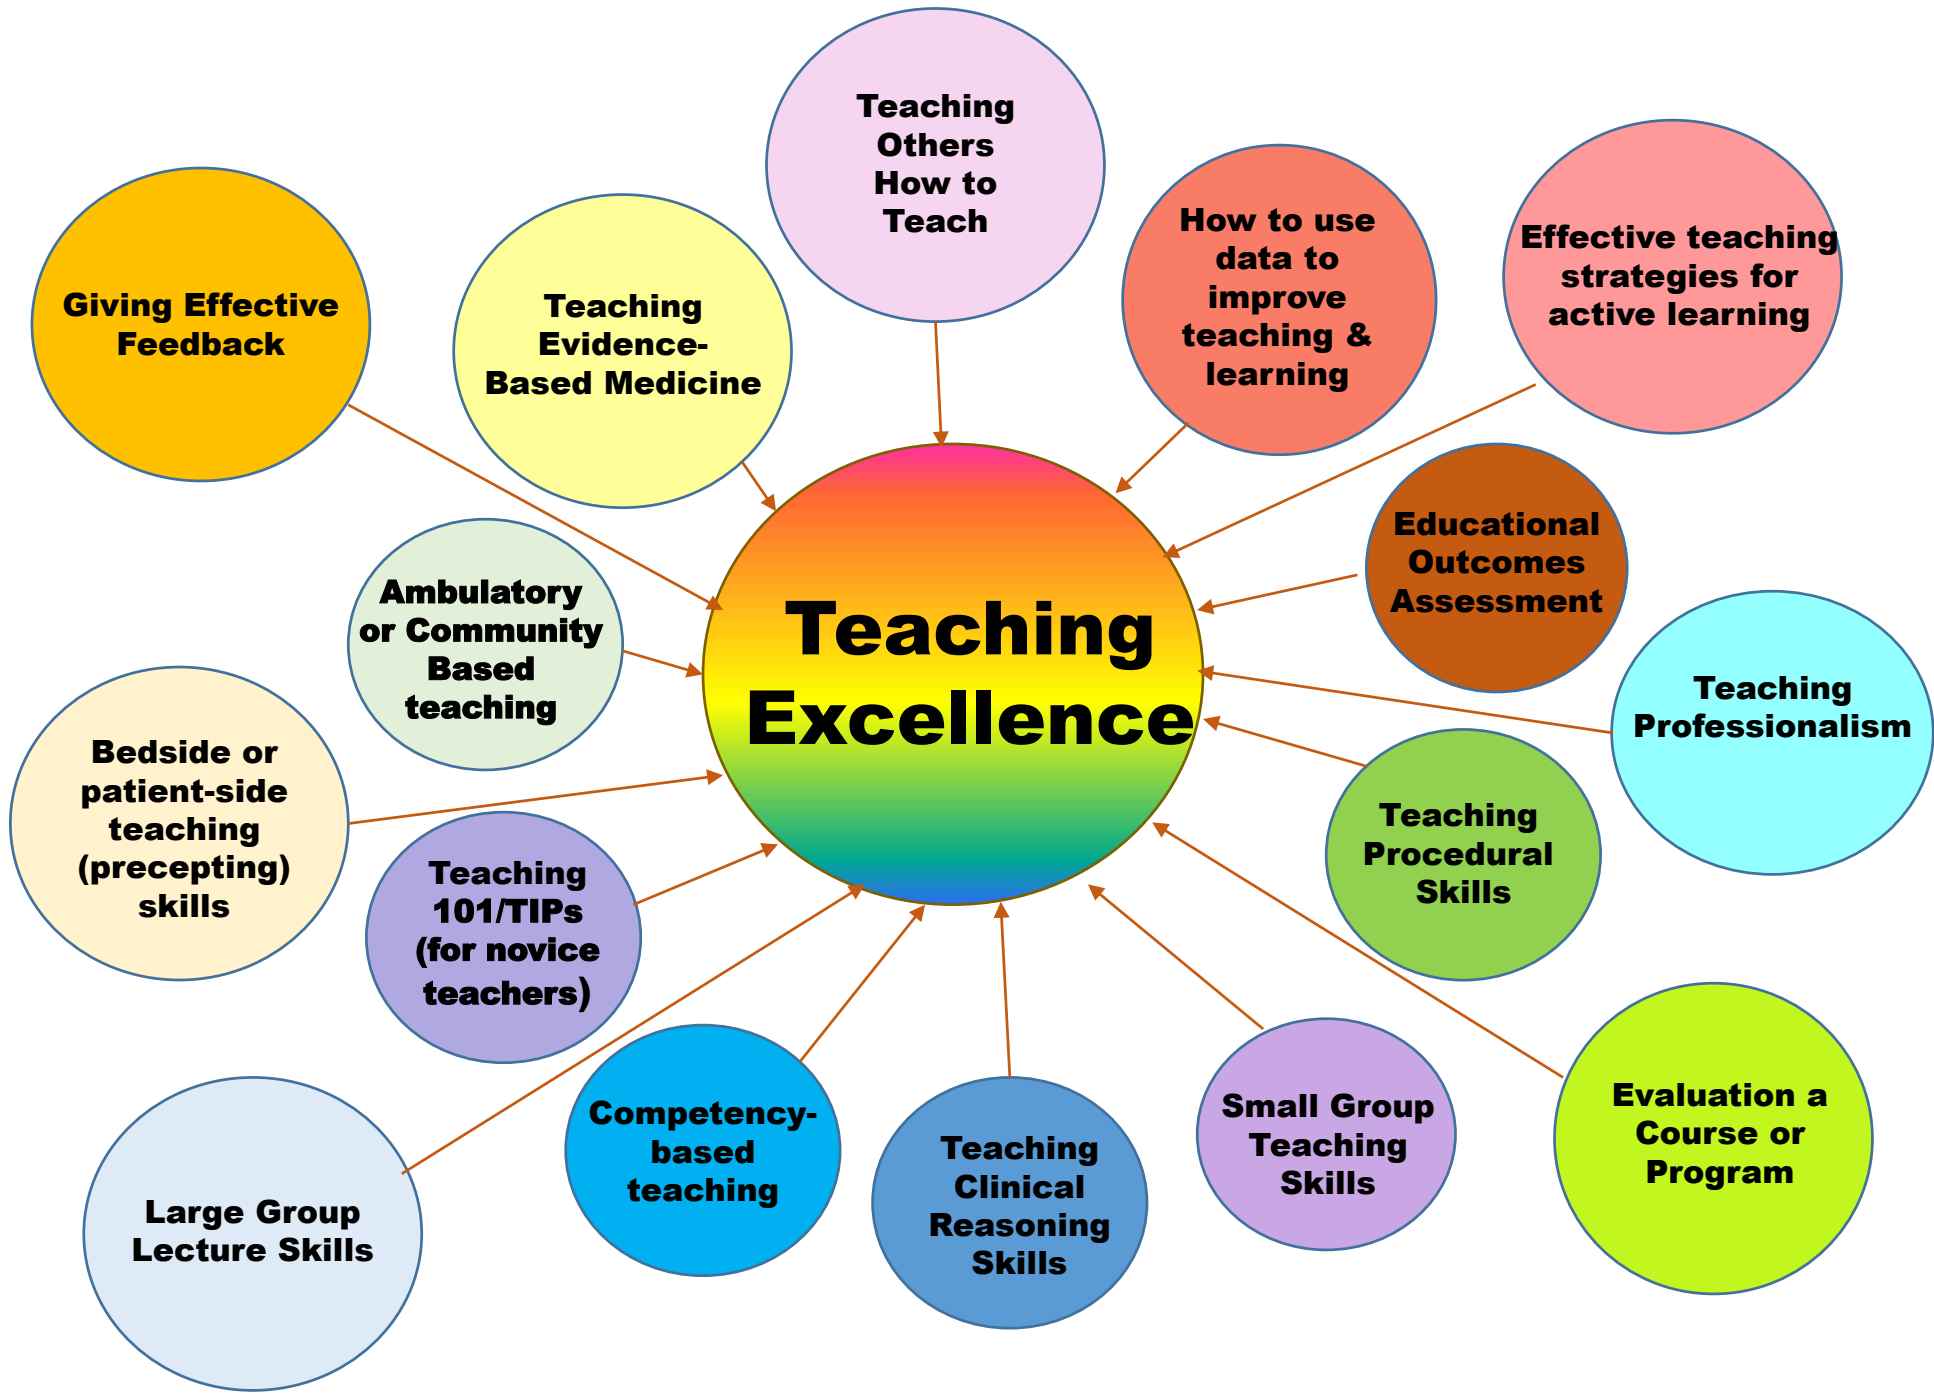 Teaching
Others
How to
Teach
How to use
data to
improve
teaching &
learning
Effective teaching
strategies for
active learning
Giving Effective
Feedback
Teaching
Evidence-
Based Medicine
Educational
Outcomes
Assessment
Ambulatory
or Community
Based
teaching
Teaching
Excellence
Teaching
Professionalism
Bedside or
patient-side
teaching
(precepting)
skills
Teaching
Procedural
Skills
Teaching
101/TIPs
(for novice
teachers)
Large Group
Lecture Skills
Competency-
based
teaching
Teaching
Clinical
Reasoning
Skills
Small Group
Teaching
Skills
Evaluation a
Course or
Program